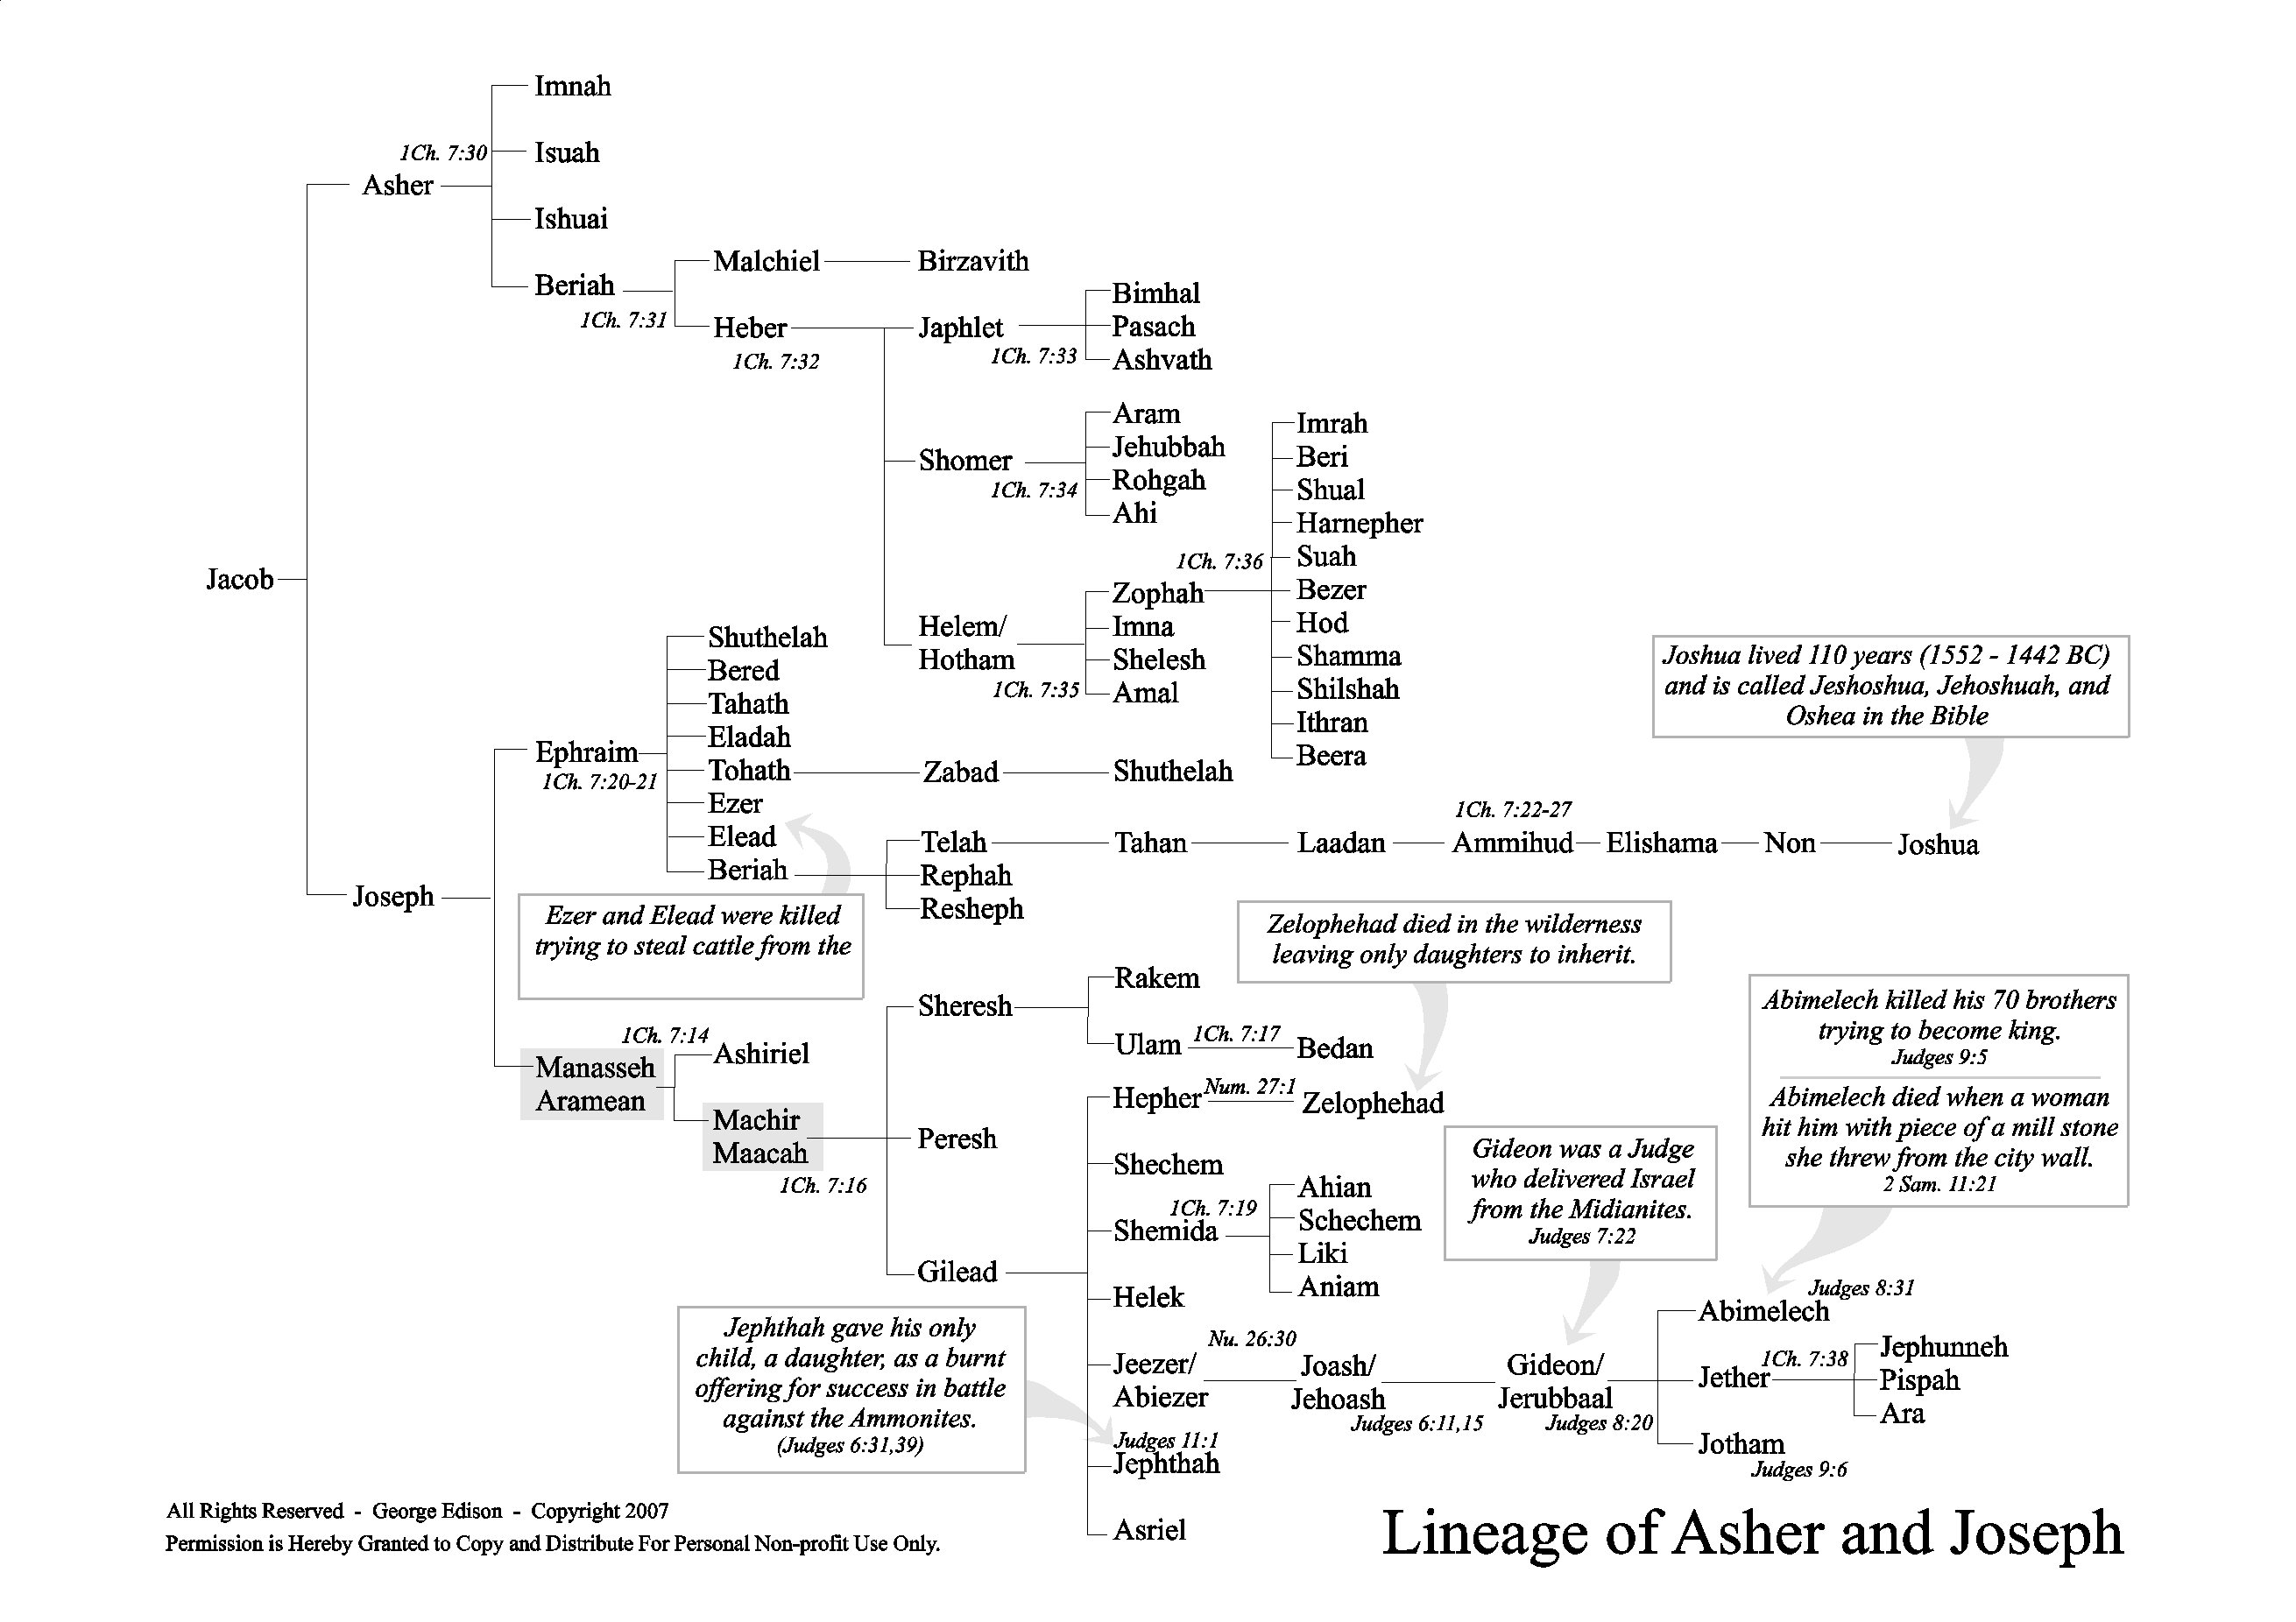 Imnah
1Ch. 7:30
Isuah
Asher
Ishuai
Malchiel
Birzavith
Beriah
1Ch. 7:31
Heber
1Ch. 7:32
Japhlet
1Ch. 7:33
Bimhal
Pasach
Ashvath
Shomer
1Ch. 7:34
Aram
Jehubbah
Rohgah
Ahi
Imrah
Beri
Shual
Harnepher
Suah
Bezer
Hod
Shamma
Shilshah
Ithran
Beera
1Ch. 7:36
Jacob
Helem/
Hotham
1Ch. 7:35
Zophah
Imna
Shelesh
Amal
Shuthelah
Bered
Tahath
Eladah
Tohath
Ezer
Elead
Beriah
Ephraim
1Ch. 7:20-21
Zabad
Shuthelah
Joshua lived 110 years (1552 - 1442 BC)
and is called Jeshoshua, Jehoshuah, and
Oshea in the Bible
1Ch. 7:22-27
Telah
Tahan
Laadan
Ammihud
Elishama
Non
Joshua
Rephah
Resheph
Joseph
Ezer and Elead were killed
trying to steal cattle from the
Zelophehad died in the wilderness
leaving only daughters to inherit.
Sheresh
Rakem
Ulam
1Ch. 7:17
Bedan
1Ch. 7:14
Ashiriel
Manasseh
Aramean
Machir
Maacah
1Ch. 7:16
Peresh
Hepher
Num. 27:1
Zelophehad
Shechem
1Ch. 7:19
Shemida
Ahian
Schechem
Liki
Aniam
Gilead
Helek
Gideon was a Judge
who delivered Israel
from the Midianites.
Judges 7:22
Abimelech killed his 70 brothers
trying to become king.
Judges 9:5
Abimelech died when a woman
hit him with piece of a mill stone
she threw from the city wall.
2 Sam. 11:21
Jephthah gave his only
child, a daughter, as a burnt
offering for success in battle
against the Ammonites.
(Judges 6:31,39)
Nu. 26:30
Jeezer/
Abiezer
Joash/
Jehoash
Judges 6:11,15
Gideon/
Jerubbaal
Judges 8:20
Judges 8:31
Abimelech
Jether
1Ch. 7:38
Jephunneh
Pispah
Ara
Jotham
Judges 9:6
Judges 11:1
Jephthah
Asriel
All Rights Reserved - George Edison - Copyright 2007
Permission is Hereby Granted to Copy and Distribute For Personal Non-profit Use Only.
Lineage of Asher and Joseph